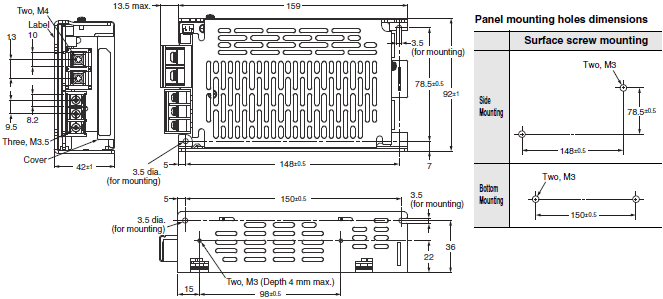 Two, M4
Label
10
13
9.5
8.2
Three, M3.5
Cover
42±1
13.5 max.
159
3.5
(for mounting)
78.5±0.5
92±1
3.5 dia.
(for mounting)
5
148±0.5
7
5
150±0.5
3.5
(for mounting)
3.5 dia.
(for mounting)
36
22
Two, M3 (Depth 4 mm max.)
15
98±0.5
Panel mounting holes dimensions
Surface screw mounting
Side
Mounting
Two, M3
78.5±0.5
148±0.5
Bottom
Mounting
Two, M3
150±0.5